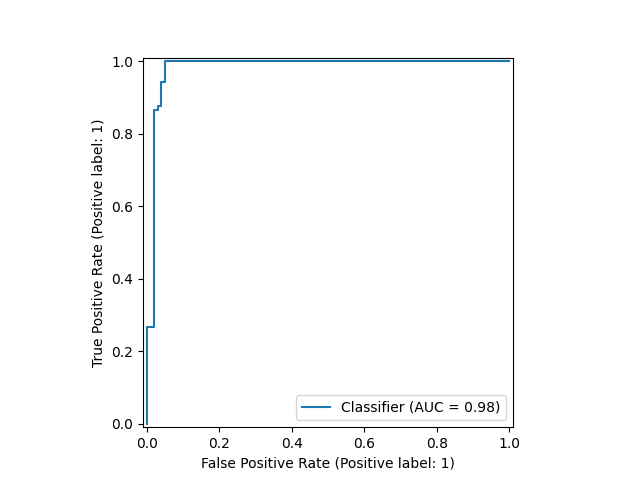 True Positive Rate (Positive label: 1)
1.0
0.8
0.6
0.4
0.2
0.0
Classifier (AUC = 0.98)
0.0 0.2 0.4 0.6 0.8 1.0
False Positive Rate (Positive label: 1)